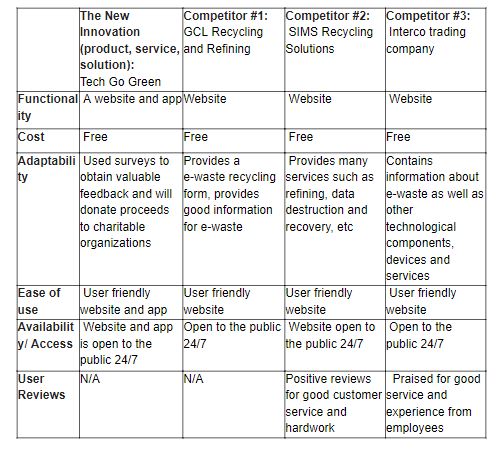 The New Innovation (product, service, solution): Tech Go Green
Competitor #1: GCL Recycling and Refining
Competitor #2: SIMS Recycling Solutions
Competitor #3: Interco trading company
Functionality
A website and app
Website
Website
Website
Cost
Free
Free
Free
Free
Adaptability
Used surveys to obtain valuable feedback and will donate proceeds to charitable organizations
Provides a e-waste recycling form, provides good information for e-waste
Provides many services such as refining, data destruction and recovery, etc
Contains information about e-waste as well as other technological components, devices and services
Ease of use
User friendly website and app
User friendly website
User friendly website
User friendly website
Availability/ Access
Website and app is open to the public 24/7
Open to the public 24/7
Website open to the public 24/7
Open to the public 24/7
User Reviews
N/A
N/A
Positive reviews for good customer service and hardwork
Praised for good service and experience from employees